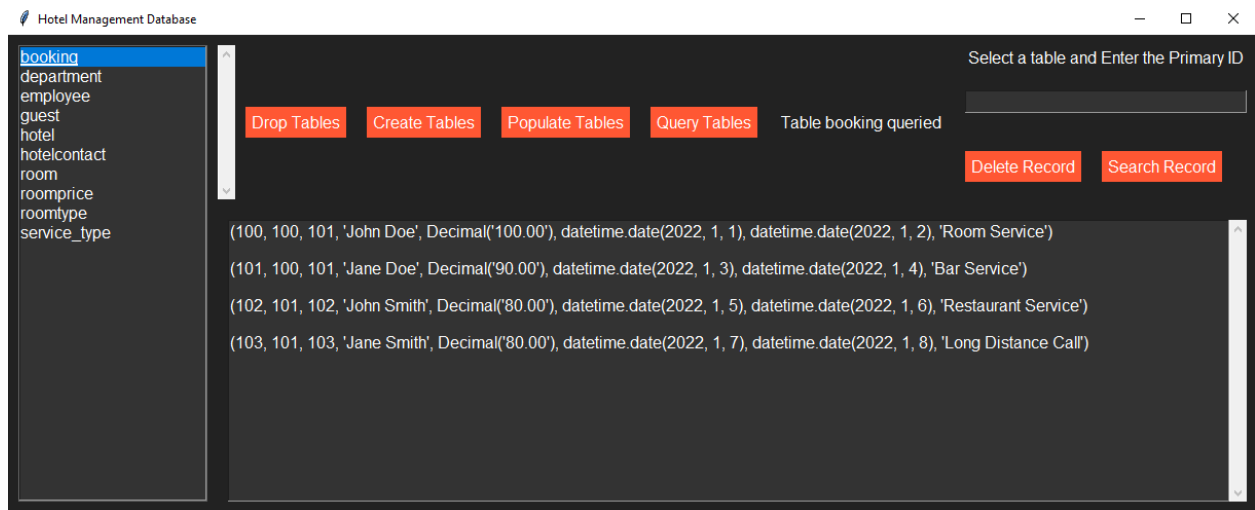 Hotel Management Database
booking
department
employee
guest
hotel
hotelcontact
room
roomprice
roomtype
service_type
Drop Tables
Create Tables
Populate Tables
Query Tables
Table booking queried
Select a table and Enter the Primary ID
Delete Record
Search Record
(100, 100, 101, 'John Doe', Decimal('100.00'), datetime.date(2022, 1, 1), datetime.date(2022, 1, 2), 'Room Service')
(101, 100, 101, 'Jane Doe', Decimal('90.00'), datetime.date(2022, 1, 3), datetime.date(2022, 1, 4), 'Bar Service')
(102, 101, 102, 'John Smith', Decimal('80.00'), datetime.date(2022, 1, 5), datetime.date(2022, 1, 6), 'Restaurant Service')
(103, 101, 103, 'Jane Smith', Decimal('80.00'), datetime.date(2022, 1, 7), datetime.date(2022, 1, 8), 'Long Distance Call')